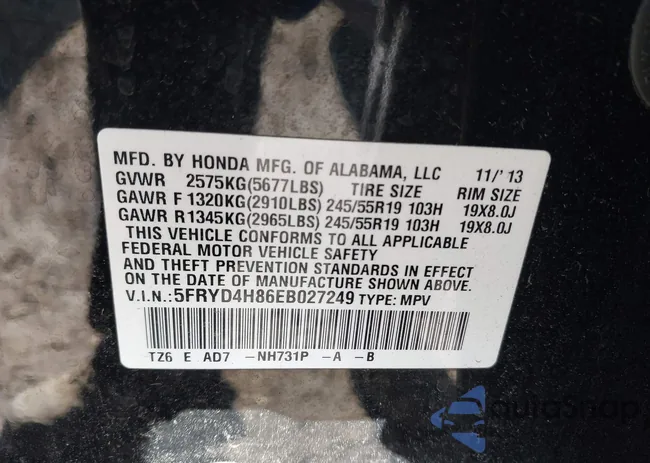 MFD. BY HONDA MFG. OF ALABAMA, LLC 11/' 13
GVWR 2575KG(5677LBS) TIRE SIZE RIM SIZE
GAWR F 1320KG(2910LBS) 245/55R19 103H 19X8.0J
GAWR R 1345KG(2965LBS) 245/55R19 103H 19X8.0J
THIS VEHICLE CONFORMS TO ALL APPLICABLE
FEDERAL MOTOR VEHICLE SAFETY
AND THEFT PREVENTION STANDARDS IN EFFECT
ON THE DATE OF MANUFACTURE SHOWN ABOVE.
V.I.N.: 5FRYD4H86EB027249 TYPE: MPV
TZ6 E AD7 -NH731P -A -B
autoSnap